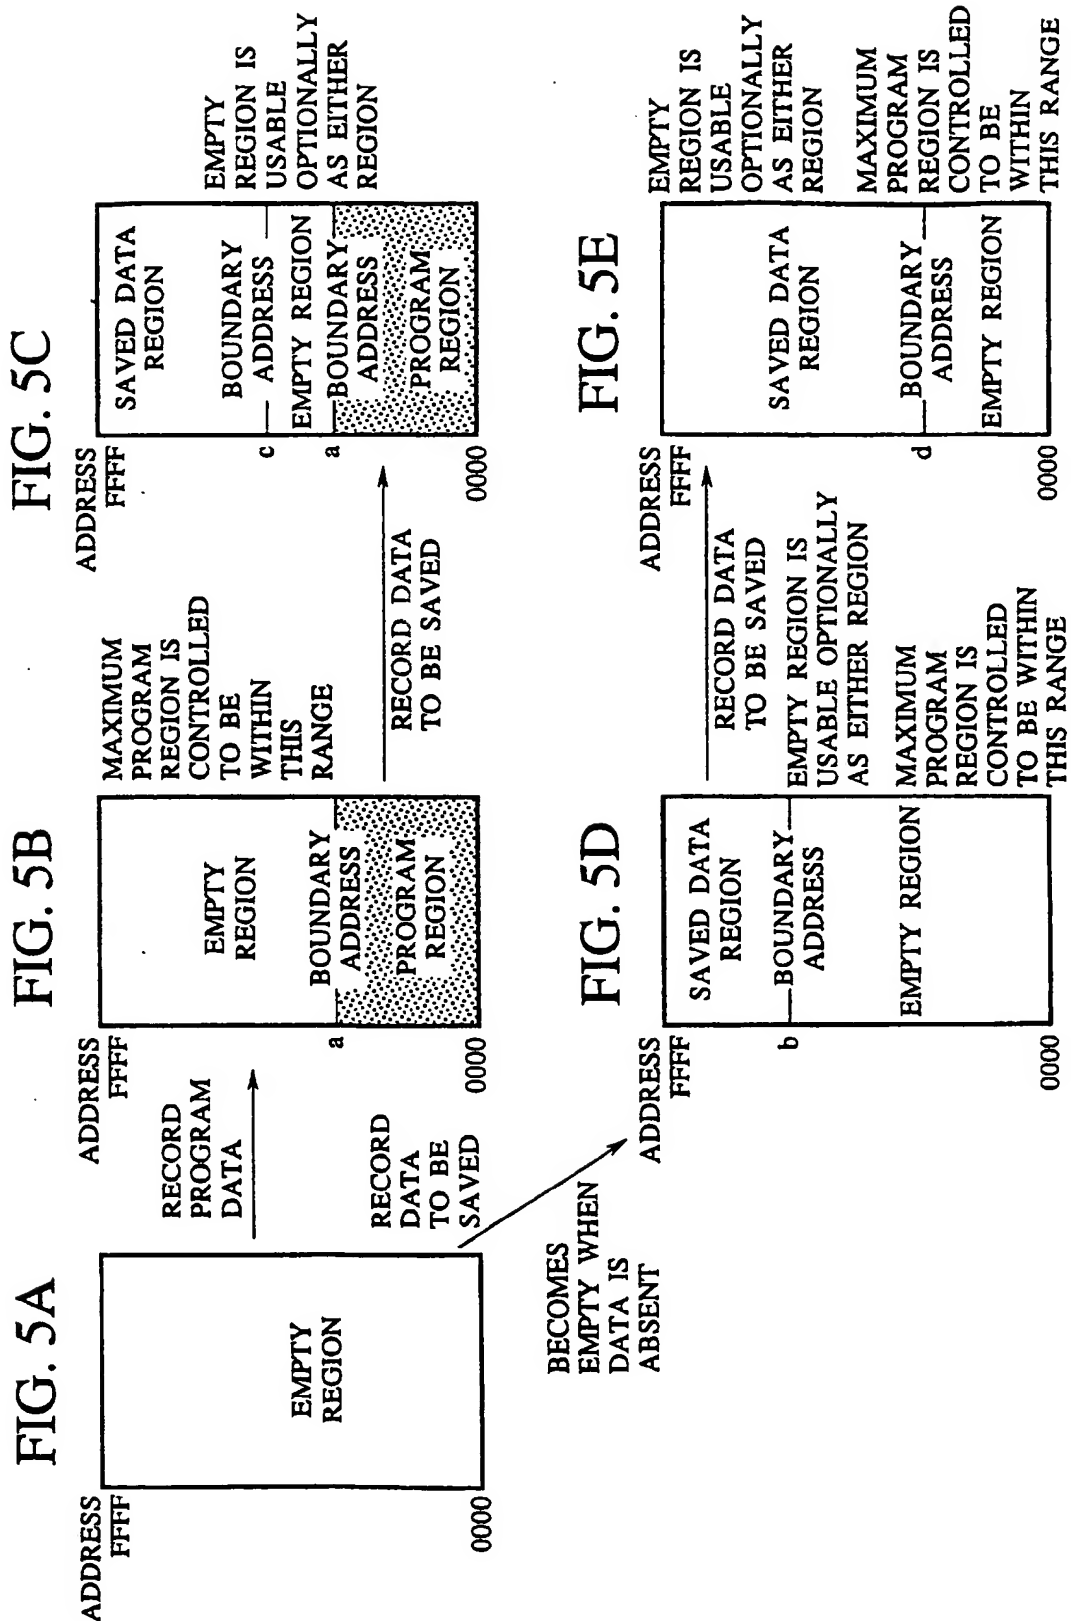 FIG. 5A
ADDRESS
FFFF
EMPTY
REGION
0000
RECORD
PROGRAM
DATA
RECORD
DATA
TO BE
SAVED
BECOMES
EMPTY WHEN
DATA IS
ABSENT
FIG. 5B
ADDRESS
FFFF
EMPTY
REGION
a
BOUNDARY
ADDRESS
PROGRAM
REGION
0000
MAXIMUM
PROGRAM
REGION IS
CONTROLLED
TO BE
WITHIN
THIS
RANGE
RECORD DATA
TO BE SAVED
FIG. 5C
ADDRESS
FFFF
SAVED DATA
REGION
BOUNDARY
c
ADDRESS
EMPTY REGION
a
BOUNDARY
ADDRESS
PROGRAM
REGION
0000
EMPTY
REGION IS
USABLE
OPTIONALLY
AS EITHER
REGION
FIG. 5D
ADDRESS
FFFF
SAVED DATA
REGION
b
BOUNDARY
ADDRESS
EMPTY REGION
0000
RECORD DATA
TO BE SAVED
EMPTY REGION IS
USABLE OPTIONALLY
AS EITHER REGION
MAXIMUM
PROGRAM
REGION IS
CONTROLLED
TO BE WITHIN
THIS RANGE
FIG. 5E
ADDRESS
FFFF
SAVED DATA
REGION
BOUNDARY
d
ADDRESS
EMPTY REGION
0000
EMPTY
REGION IS
USABLE
OPTIONALLY
AS EITHER
REGION
MAXIMUM
PROGRAM
REGION IS
CONTROLLED
TO BE
WITHIN
THIS RANGE